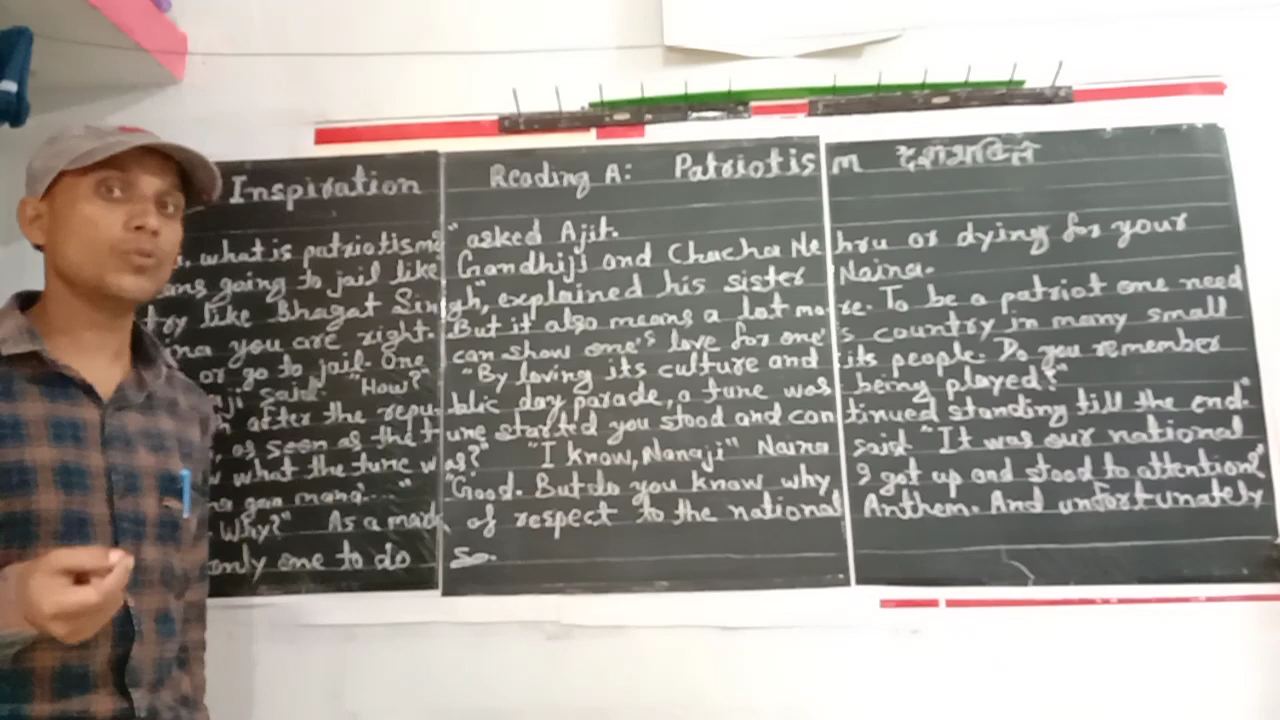 Inspiration Reading A: Patriotism देशभक्ति
, what is patriotism?" asked Ajit.
ans going to jail like Gandhiji and Chacha Nehru or dying for your
try like Bhagat Singh", explained his sister Naina.
ina you are right. But it also means a lot more. To be a patriot one need
or go to jail. One can show one's love for one's country in many small
"By loving its culture and its people. Do you remember
ji said. "How?"
after the republic day parade, a tune was being played?"
, as soon as the tune started you stood and continued standing till the end."
what the tune was?" "I know, Nanaji" Naina said. "It was our national
na gan mana...." "Good. But do you know why I got up and stood to attention?"
Why?" As a mark of respect to the national Anthem. And unfortunately
only one to do so.